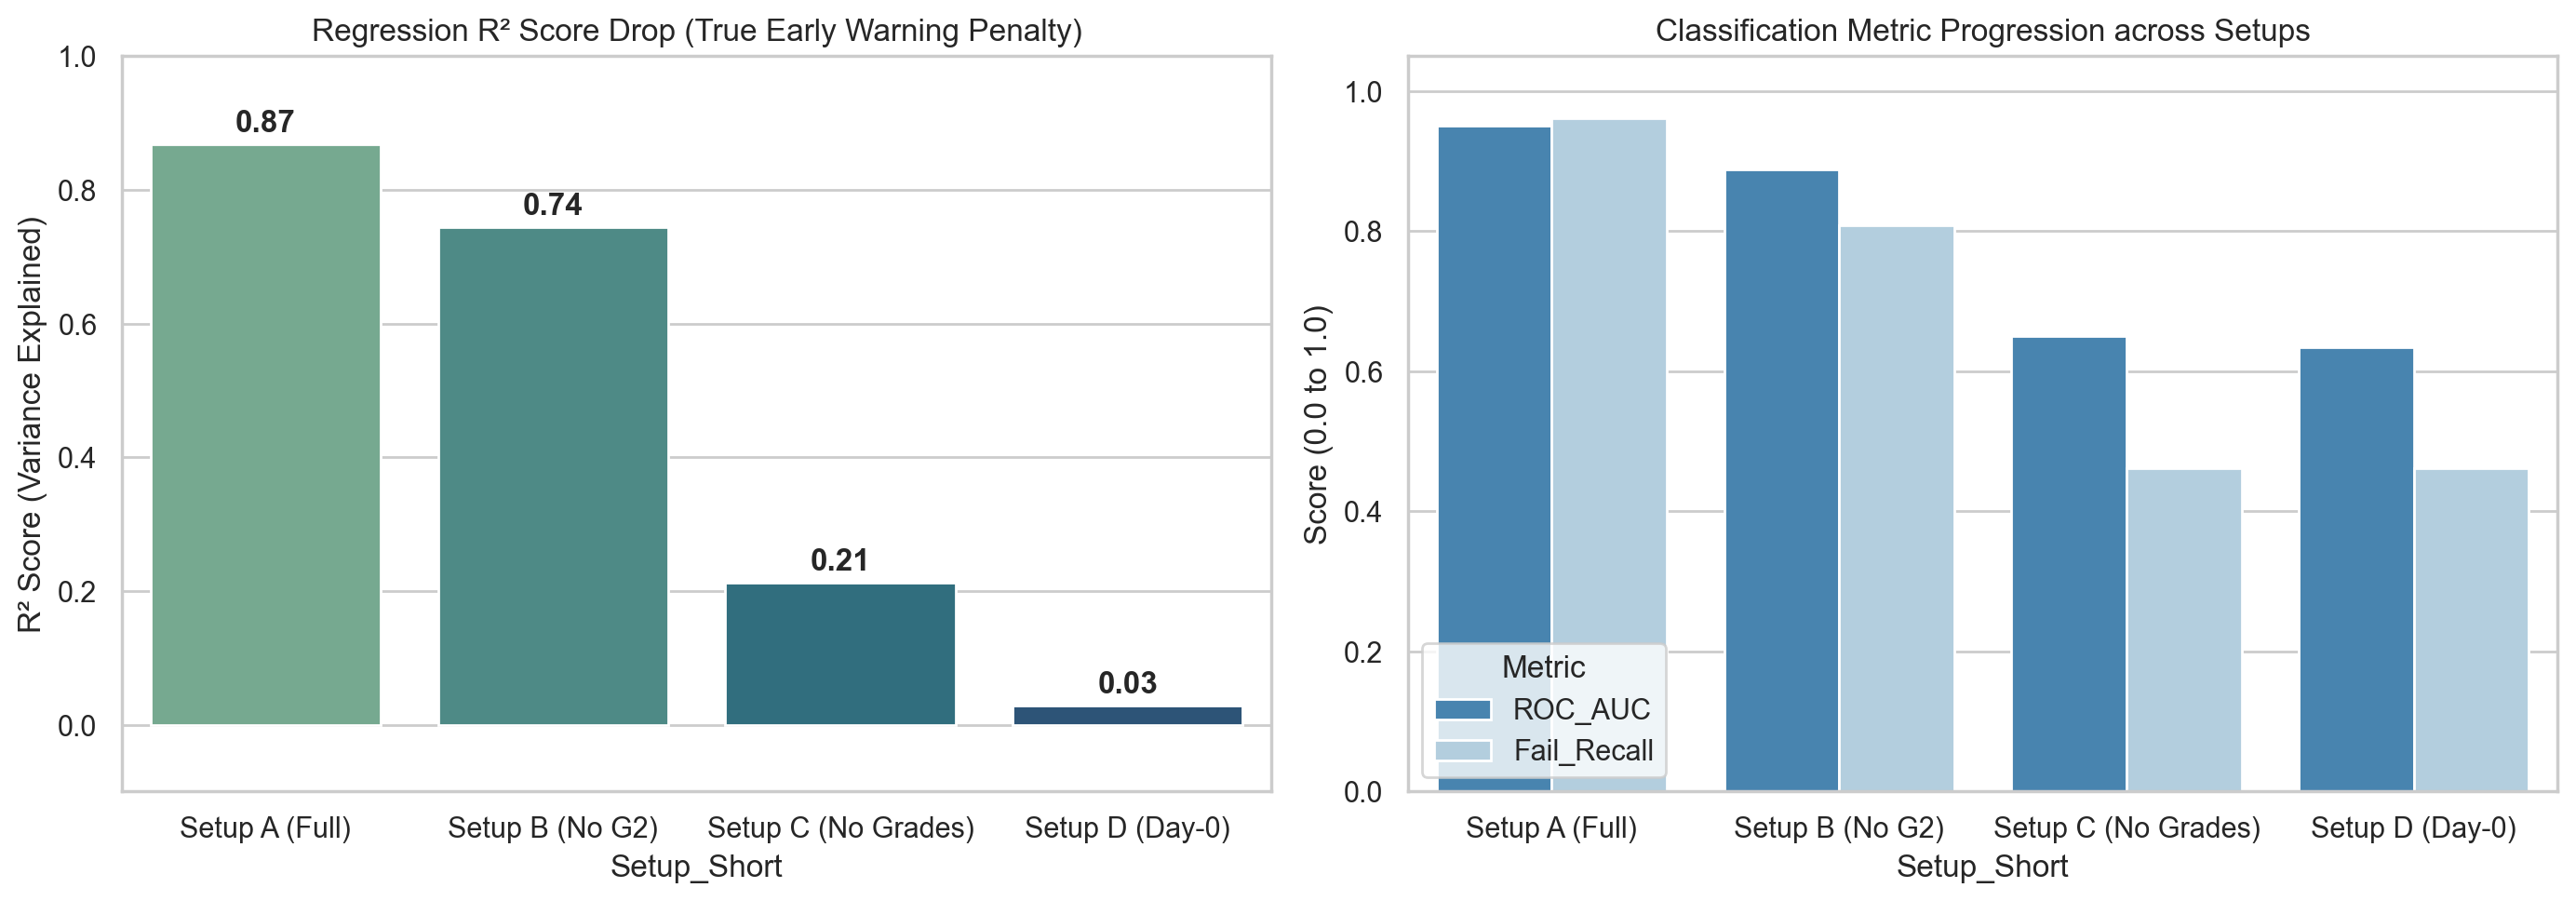 Regression R² Score Drop (True Early Warning Penalty)
R² Score (Variance Explained)
1.0
0.8
0.6
0.4
0.2
0.0
0.87
0.74
0.21
0.03
Setup A (Full)
Setup B (No G2)
Setup C (No Grades)
Setup D (Day-0)
Setup_Short
Classification Metric Progression across Setups
Score (0.0 to 1.0)
1.0
0.8
0.6
0.4
0.2
0.0
Metric
ROC_AUC
Fail_Recall
Setup A (Full)
Setup B (No G2)
Setup C (No Grades)
Setup D (Day-0)
Setup_Short